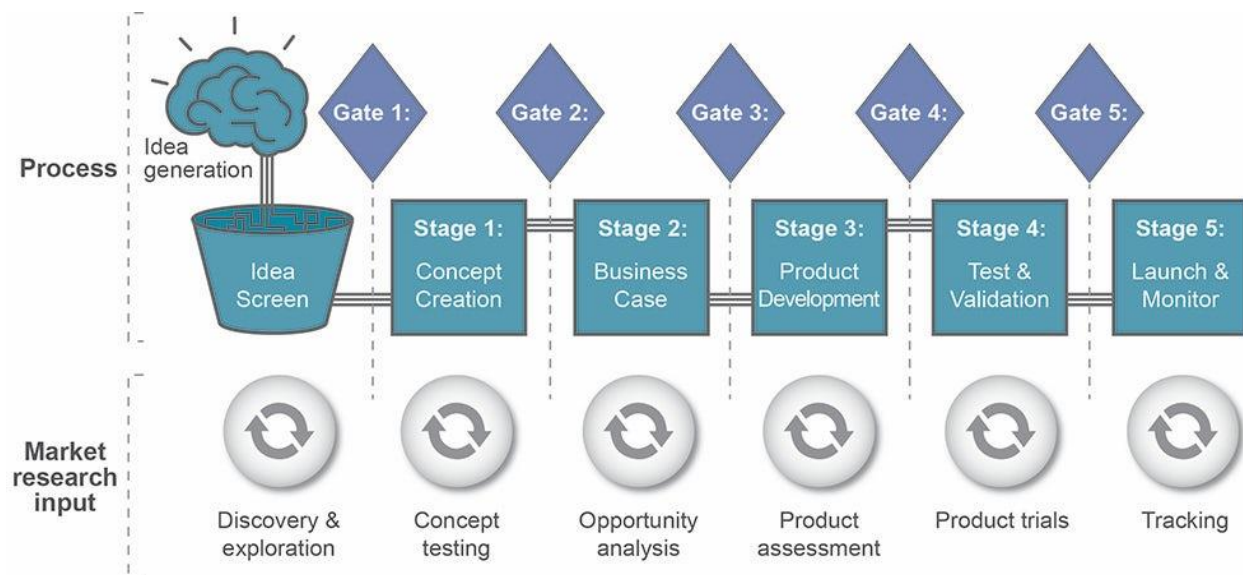 Process
Idea
generation
Gate 1:
Gate 2:
Gate 3:
Gate 4:
Gate 5:
Idea
Screen
Stage 1:
Concept
Creation
Stage 2:
Business
Case
Stage 3:
Product
Development
Stage 4:
Test &
Validation
Stage 5:
Launch &
Monitor
Market
research
input
Discovery &
exploration
Concept
testing
Opportunity
analysis
Product
assessment
Product trials
Tracking